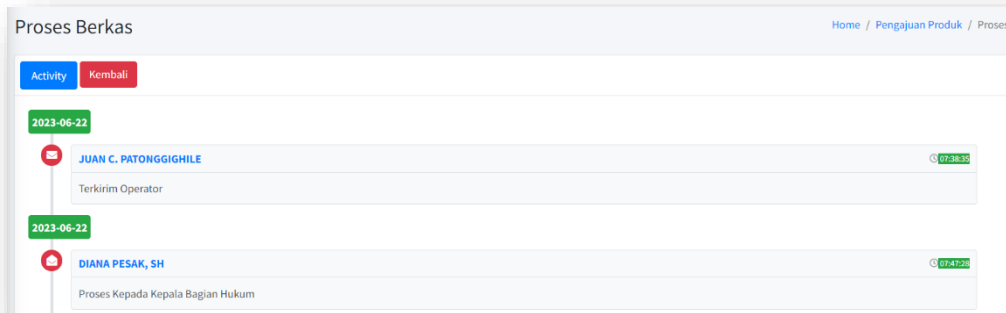 Proses Berkas
Home / Pengajuan Produk / Proses
Activity
Kembali
2023-06-22
JUAN C. PATONGGIGHILE
07:38:35
Terkirim Operator
2023-06-22
DIANA PESAK, SH
07:47:28
Proses Kepada Kepala Bagian Hukum